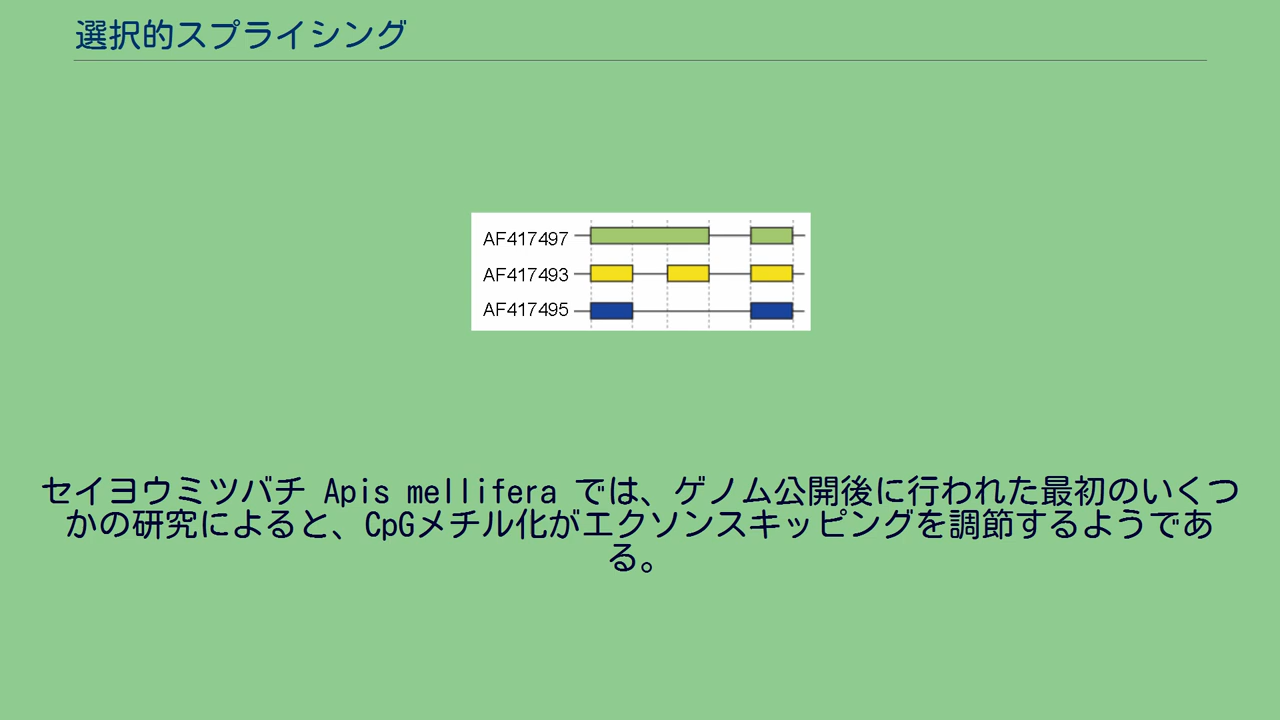 選択的スプライシング
AF417497
AF417493
AF417495
セイヨウミツバチ Apis mellifera では、ゲノム公開後に行われた最初のいくつ
かの研究によると、CpGメチル化がエクソンスキッピングを調節するようであ
る。